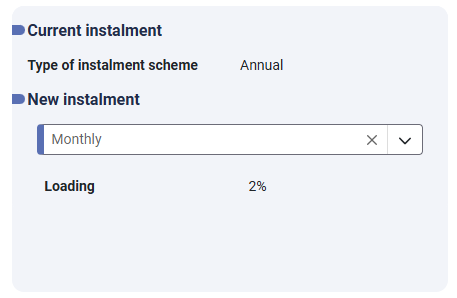 Current instalment
Type of instalment scheme Annual
New instalment
Monthly
Loading 2%